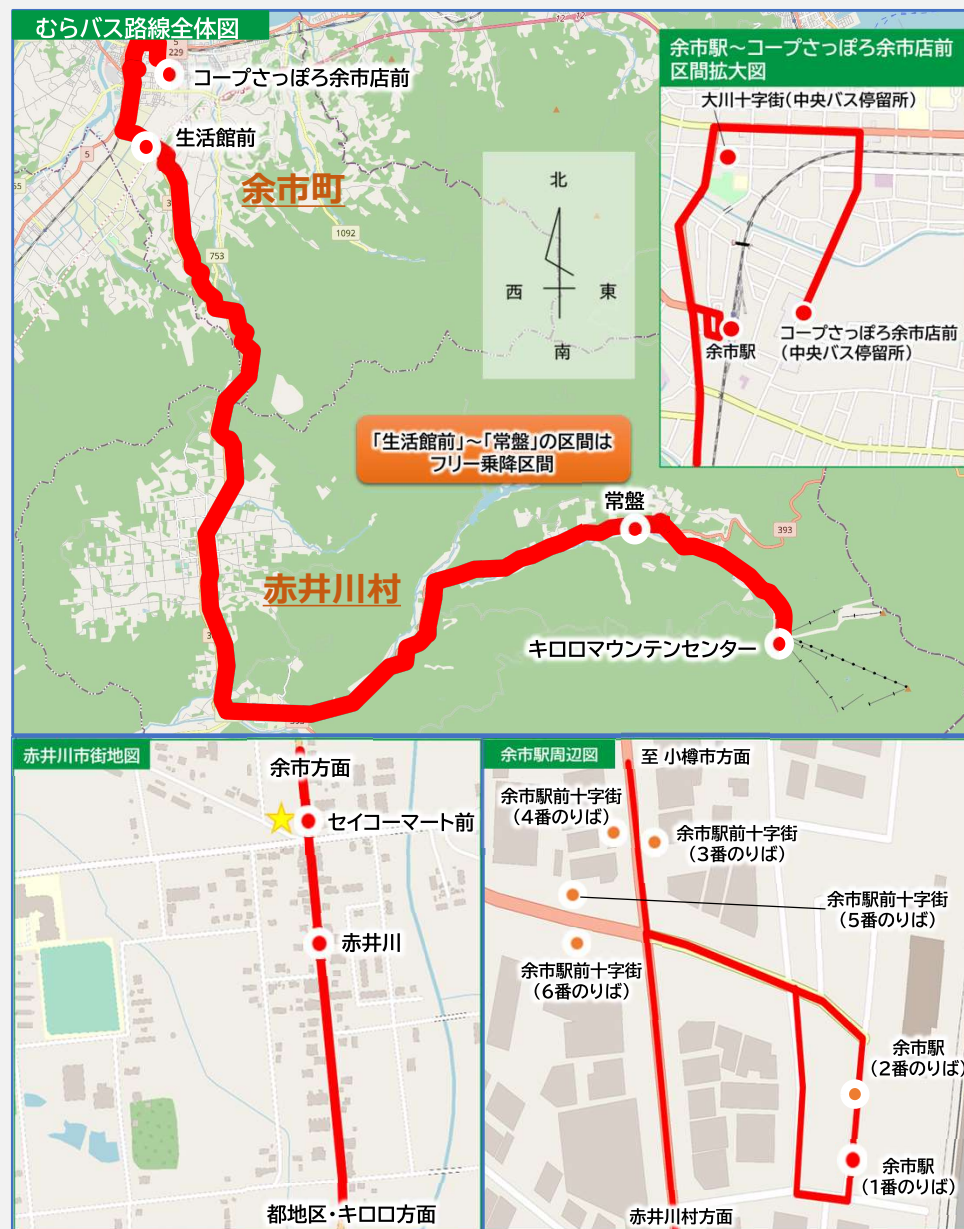 むらバス路線全体図
5
229
コープさっぽろ余市店前
生活館前
5
余市町
753
1092
北
西 東
南
「生活館前」～「常盤」の区間は
フリー乗降区間
常盤
393
赤井川村
キロロマウンテンセンター
余市駅～コープさっぽろ余市店前
区間拡大図
大川十字街(中央バス停留所)
余市駅
コープさっぽろ余市店前
(中央バス停留所)
赤井川市街地図
余市方面
セイコーマート前
赤井川
都地区・キロロ方面
余市駅周辺図
至 小樽市方面
余市駅前十字街
(4番のりば)
余市駅前十字街
(3番のりば)
余市駅前十字街
(5番のりば)
余市駅前十字街
(6番のりば)
余市駅
(2番のりば)
余市駅
(1番のりば)
赤井川村方面